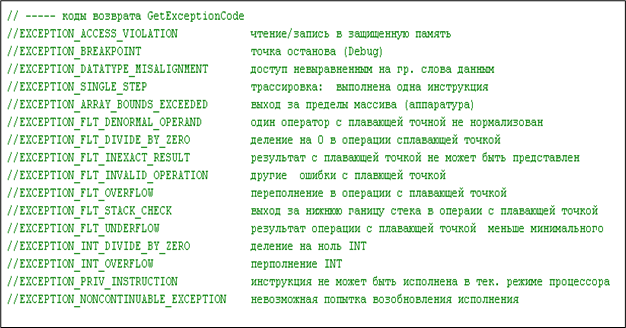 // ----- коды возврата GetExceptionCode
//EXCEPTION_ACCESS_VIOLATION чтение/запись в защищенную память
//EXCEPTION_BREAKPOINT точка останова (Debug)
//EXCEPTION_DATATYPE_MISALIGNMENT доступ невыравненным на гр. слова данным
//EXCEPTION_SINGLE_STEP трассировка: выполнена одна инструкция
//EXCEPTION_ARRAY_BOUNDS_EXCEEDED выход за пределы массива (аппаратура)
//EXCEPTION_FLT_DENORMAL_OPERAND один оператор с плавающей точной не нормализован
//EXCEPTION_FLT_DIVIDE_BY_ZERO деление на 0 в операции сплавающей точкой
//EXCEPTION_FLT_INEXACT_RESULT результат с плавающей точкой не может быть представлен
//EXCEPTION_FLT_INVALID_OPERATION другие ошибки с плавющей точкой
//EXCEPTION_FLT_OVERFLOW переполнение в операции с плавающей точкой
//EXCEPTION_FLT_STACK_CHECK выход за нижнюю ганицу стека в операии с плавающей точкой
//EXCEPTION_FLT_UNDERFLOW результат операции с плавающей точкой меньше минимального
//EXCEPTION_INT_DIVIDE_BY_ZERO деление на ноль INT
//EXCEPTION_INT_OVERFLOW перполнение INT
//EXCEPTION_PRIV_INSTRUCTION инструкция не может быть исполнена в тек. режиме процессора
//EXCEPTION_NONCONTINUABLE_EXCEPTION невозможная попытка возобновления исполнения